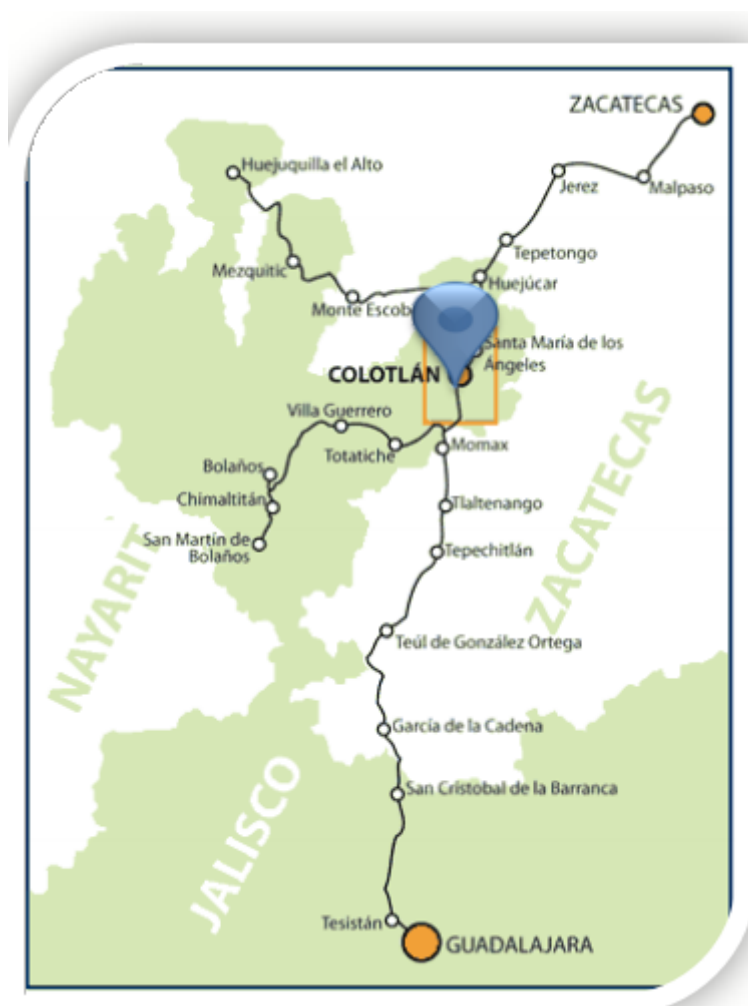 ZACATECAS
Huejuquilla el Alto
Jerez
Malpaso
Tepetongo
Mezquitic
Huejúcar
Monte Escob
Santa María de los
Ángeles
COLOTLÁN
Villa Guerrero
Totatiche
Momax
Bolaños
Chimaltitán
Tlaltenango
San Martín de
Bolaños
Tepechitlán
ZACATECAS
NAYARIT
Teúl de González Ortega
García de la Cadena
San Cristobal de la Barranca
JALISCO
Tesistán
GUADALAJARA